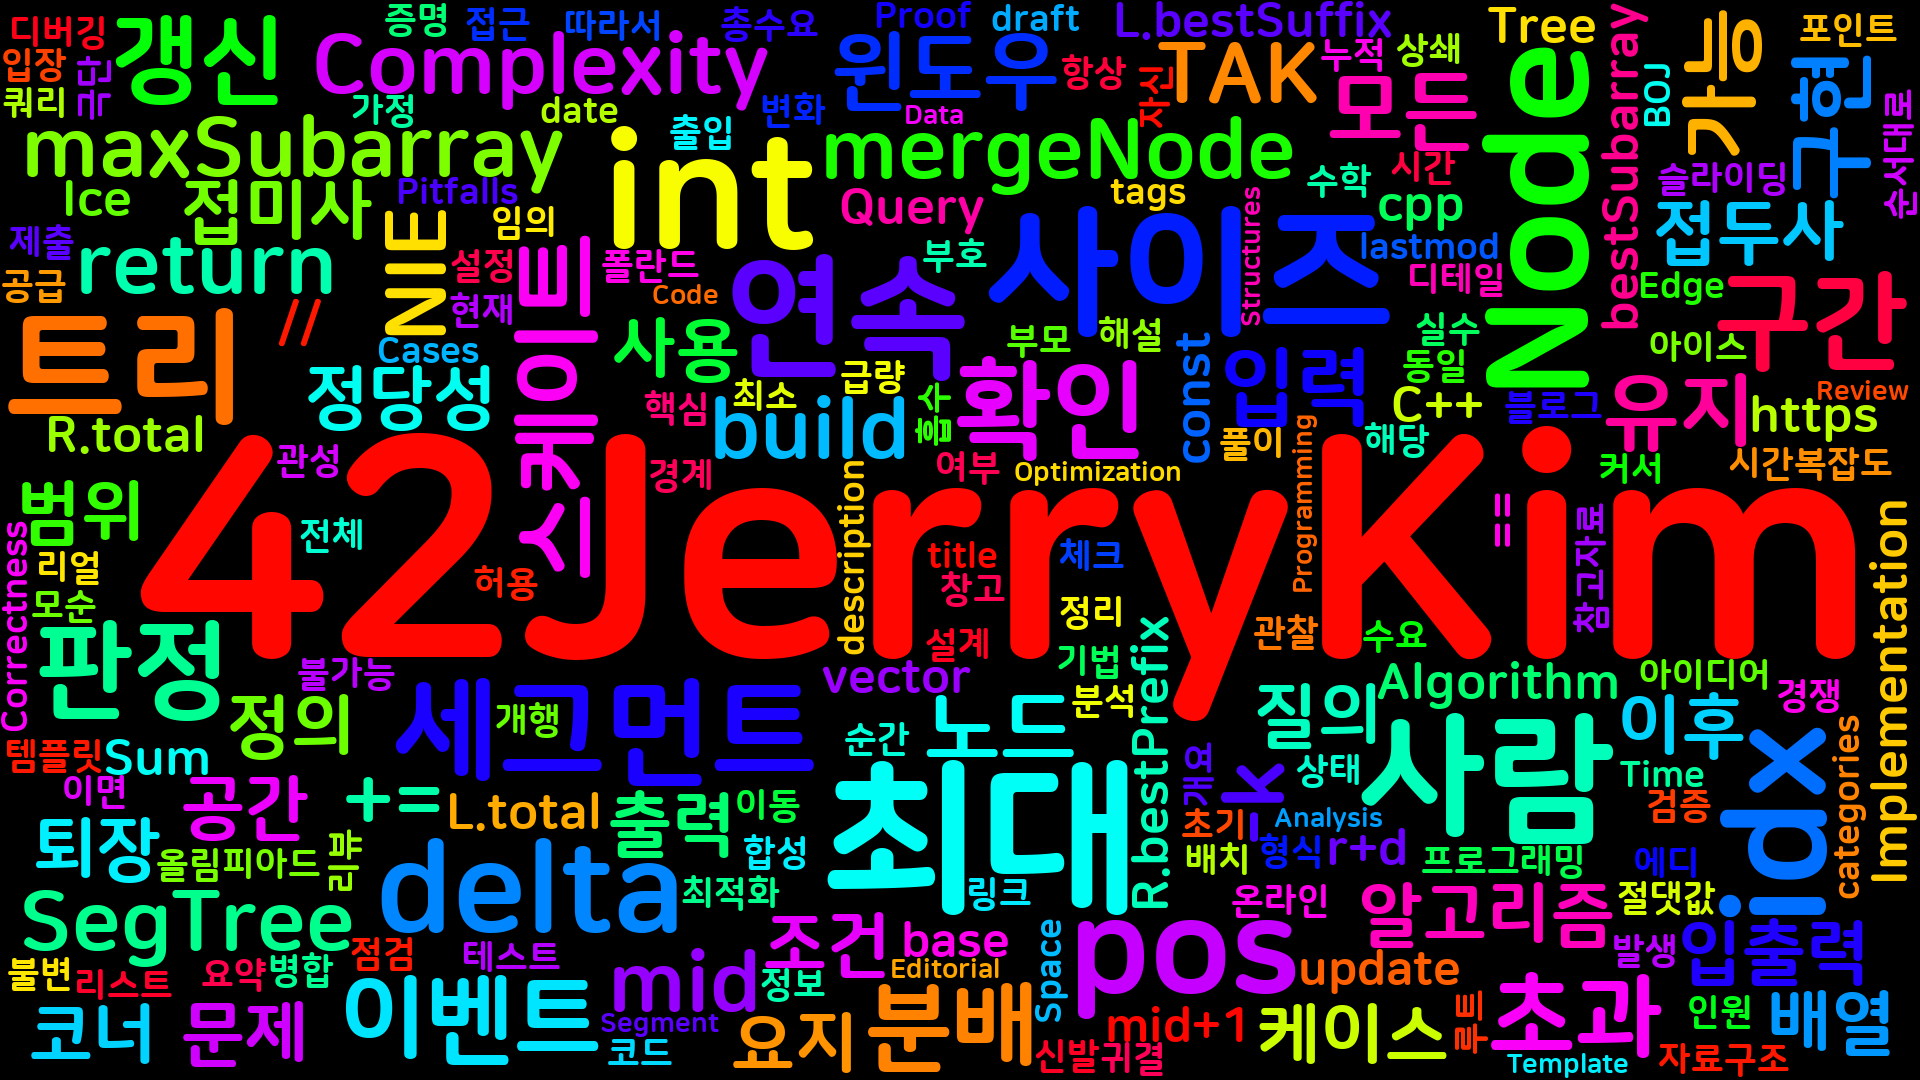 디버깅
증명
접근
따라서
총수요
Proof
draft
L.bestSuffix
Tree
가능
포인트
입장
구간
갱신
Complexity
윈도우
항상
자신
TAK
누적
상쇄
모든
Node
bestSubarray
BOJ
구현
순서대로
쿼리
가정
date
변화
Data
출입
maxSubarray
int
mergeNode
시간
슬라이딩
Ice
접미사
Pitfalls
임의
Query
tags
수학
cpp
접두사
제출
return
NIE
설정
스케이트
폴란드
연속
부호
사이즈
Structures
lastmod
디테일
Edge
구간
공급
현재
Code
//
트리
Cases
사용
부모
해설
const
실수
동일
아이스
정당성
최소
급량
흡수
확인
입력
C++
블로그
유지
Review
https
R.total
관성
핵심
build
경계
여부
Optimization
풀이
해당
커서
시간복잡도
범위
전체
42JerryKim
description
Programming
==
참고자료
Implementation
Correctness
리얼
모순
허용
title
창고
체크
정리
판정
불가능
설계
기법
R.bestPrefix
관찰
수요
정의
세그먼트
개행
vector
분석
질의
Algorithm
아이디어
경쟁
템플릿
Sum
순간
노드
요개
k
상태
사람
이후
Time
idx
categories
이면
공간
+=
L.total
출력
이동
최대
초기
Analysis
검증
퇴장
올림피아드
delta
합성
배치
형식
r+d
프로그래밍
에디
SegTree
최적화
링크
온라인
알고리즘
절댓값
불변
리스트
요약
병합
점검
테스트
mid
조건
정보
base
Editorial
Space
pos
update
발생
입출력
코너
문제
이벤트
Segment
코드
요지
분배
mid+1
신발귀결
케이스
초과
Template
인원
배열
자료구조